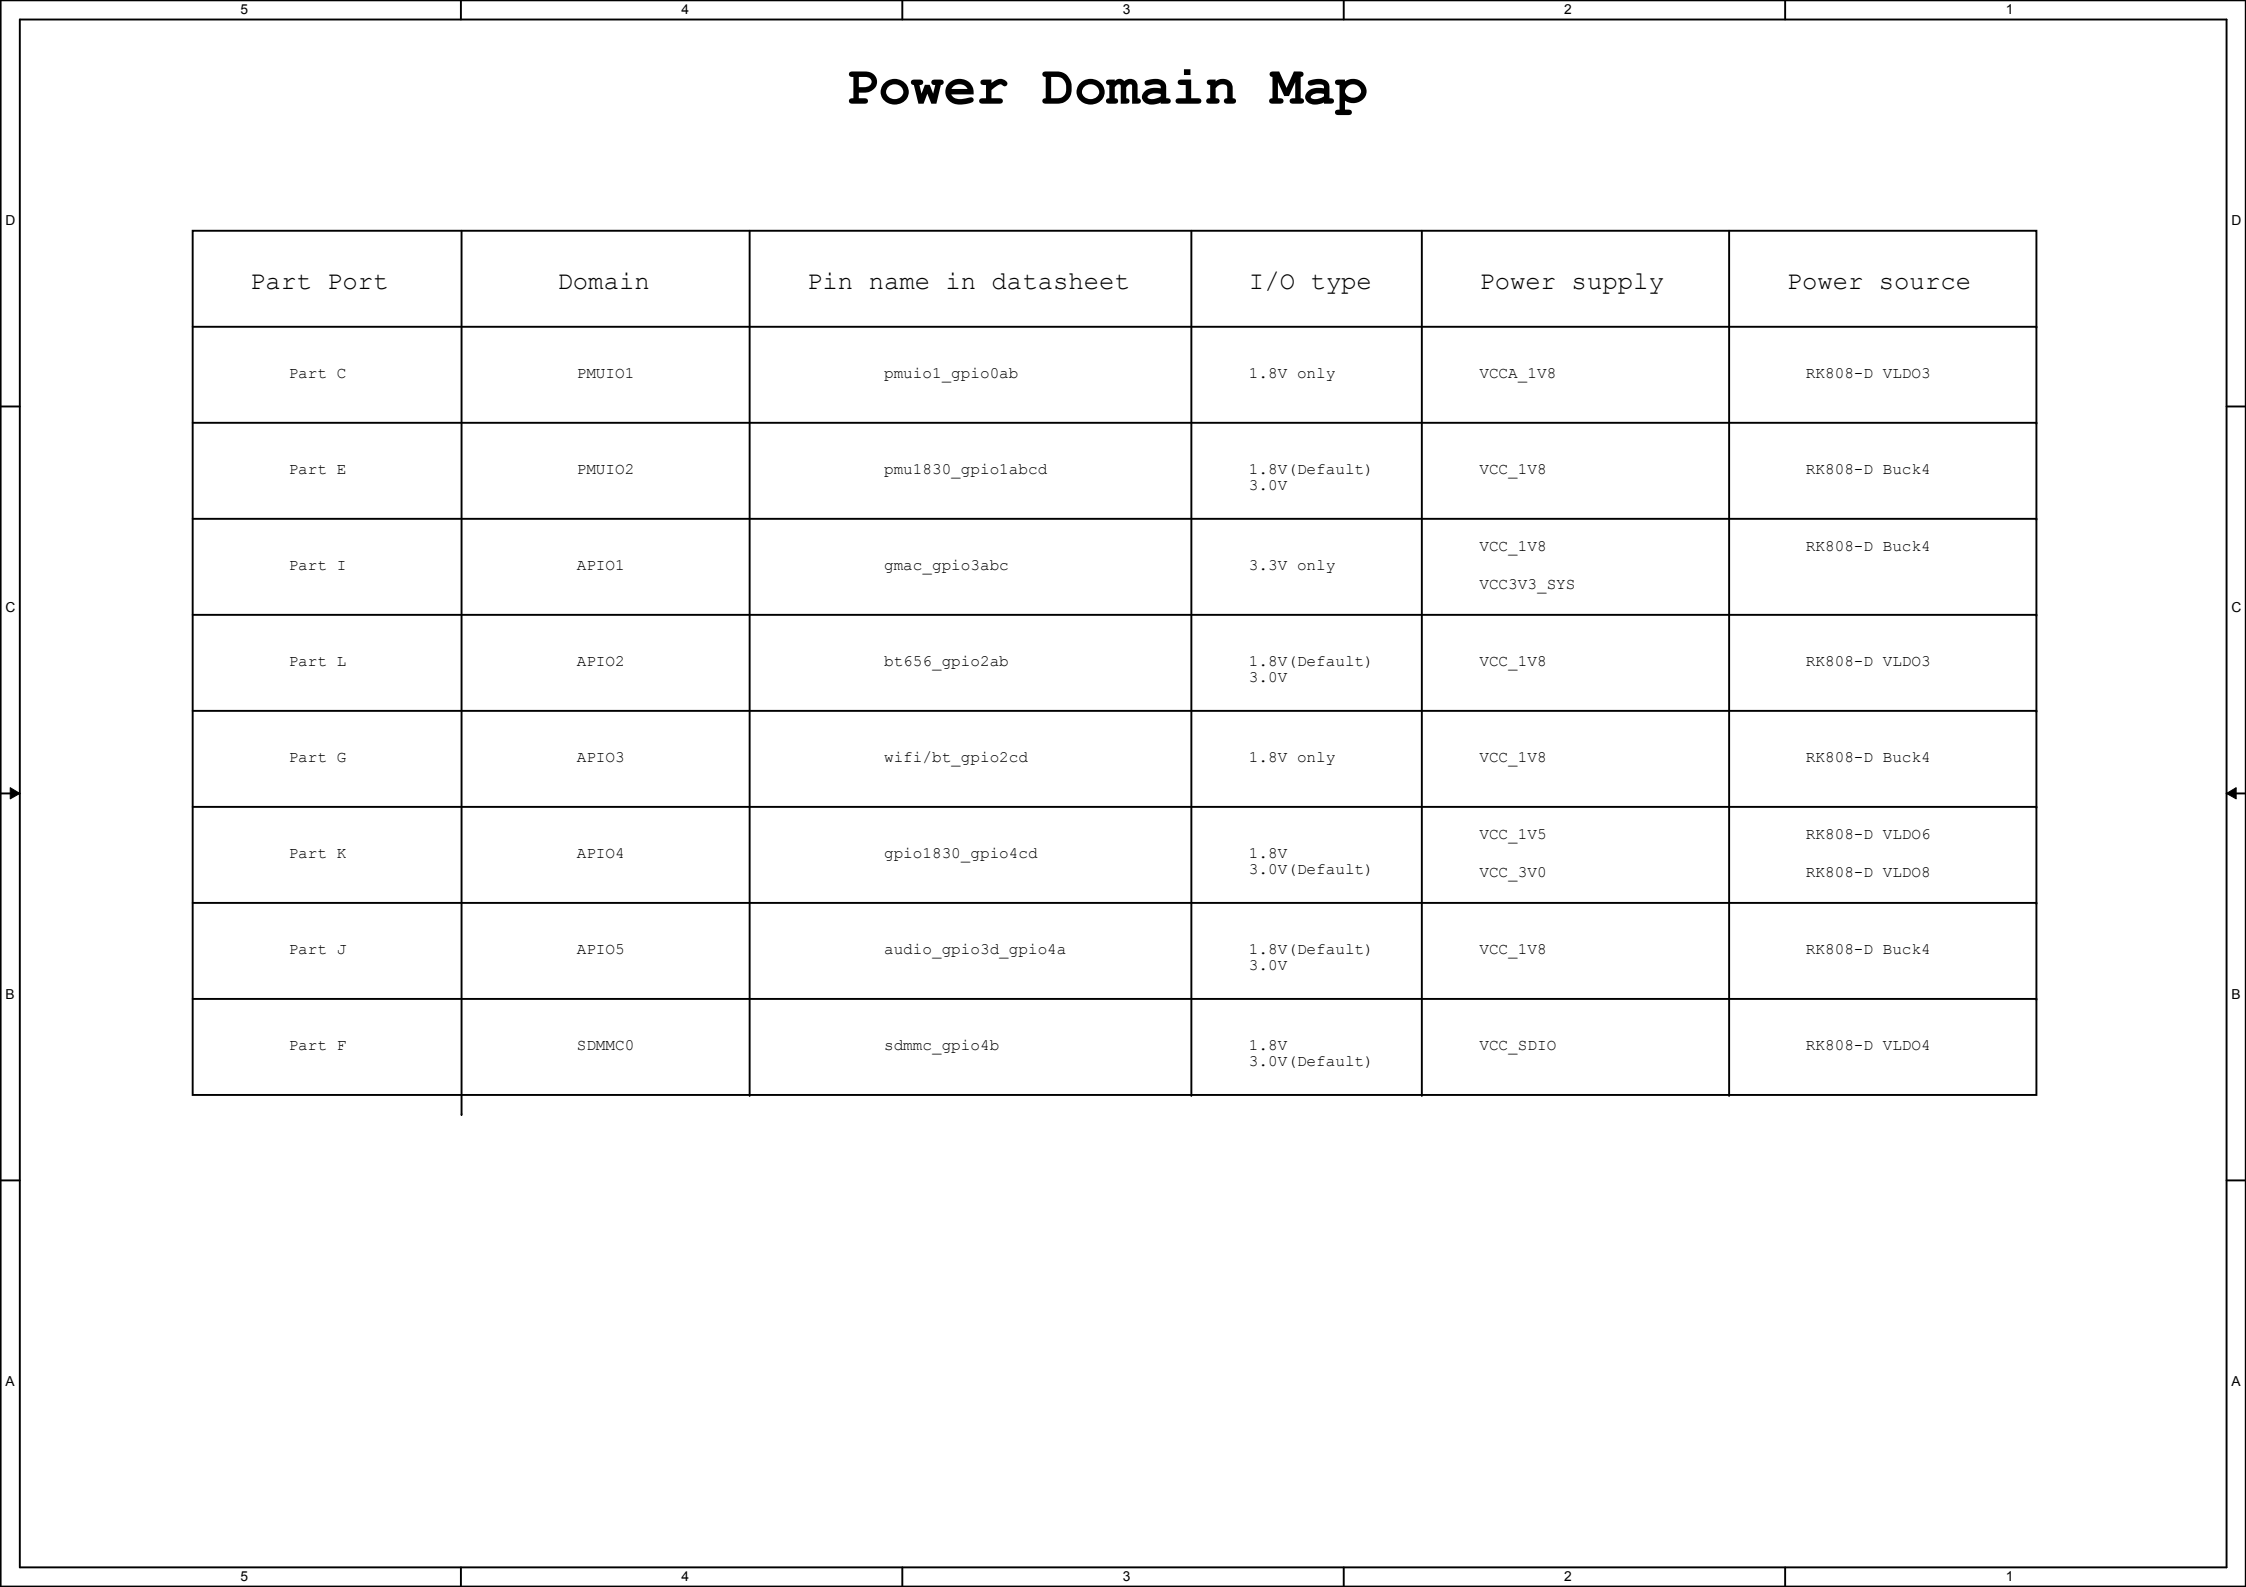 5 4 3 2 1
Power Domain Map
D D
Part Port Domain Pin name in datasheet I/O type Power supply Power source
Part C PMUIO1 pmuio1_gpio0ab 1.8V only VCCA_1V8 RK808-D VLDO3
Part E PMUIO2 pmu1830_gpio1abcd 1.8V(Default) VCC_1V8 RK808-D Buck4
3.0V
VCC_1V8 RK808-D Buck4
Part I APIO1 gmac_gpio3abc 3.3V only
VCC3V3_SYS
C C
Part L APIO2 bt656_gpio2ab 1.8V(Default) VCC_1V8 RK808-D VLDO3
3.0V
Part G APIO3 wifi/bt_gpio2cd 1.8V only VCC_1V8 RK808-D Buck4
VCC_1V5 RK808-D VLDO6
Part K APIO4 gpio1830_gpio4cd 1.8V
3.0V(Default) VCC_3V0 RK808-D VLDO8
Part J APIO5 audio_gpio3d_gpio4a 1.8V(Default) VCC_1V8 RK808-D Buck4
3.0V
B B
Part F SDMMC0 sdmmc_gpio4b 1.8V VCC_SDIO RK808-D VLDO4
3.0V(Default)
A A
5 4 3 2 1